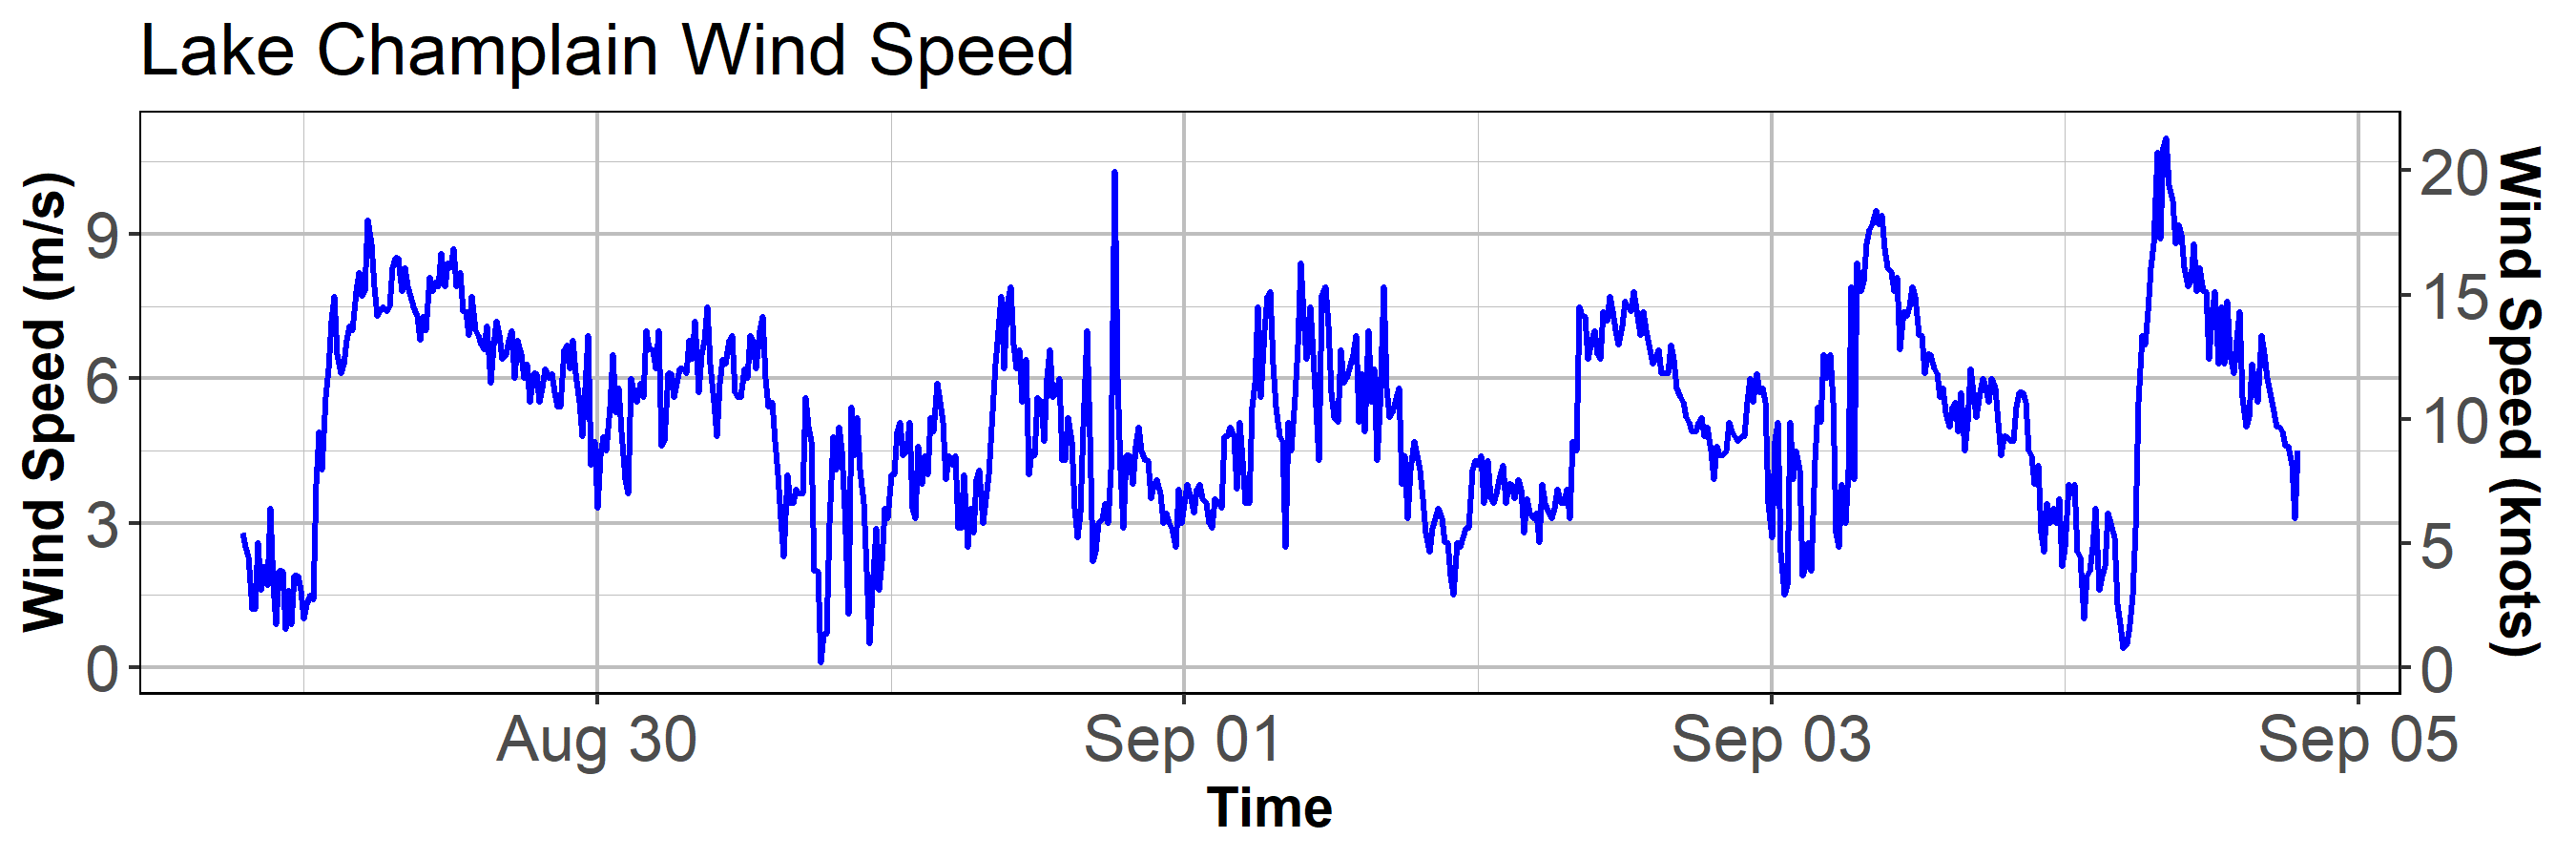 Lake Champlain Wind Speed
Wind Speed (m/s)
9
6
3
0
20
15
10
5
0
Wind Speed (knots)
Aug 30
Sep 01
Sep 03
Sep 05
Time